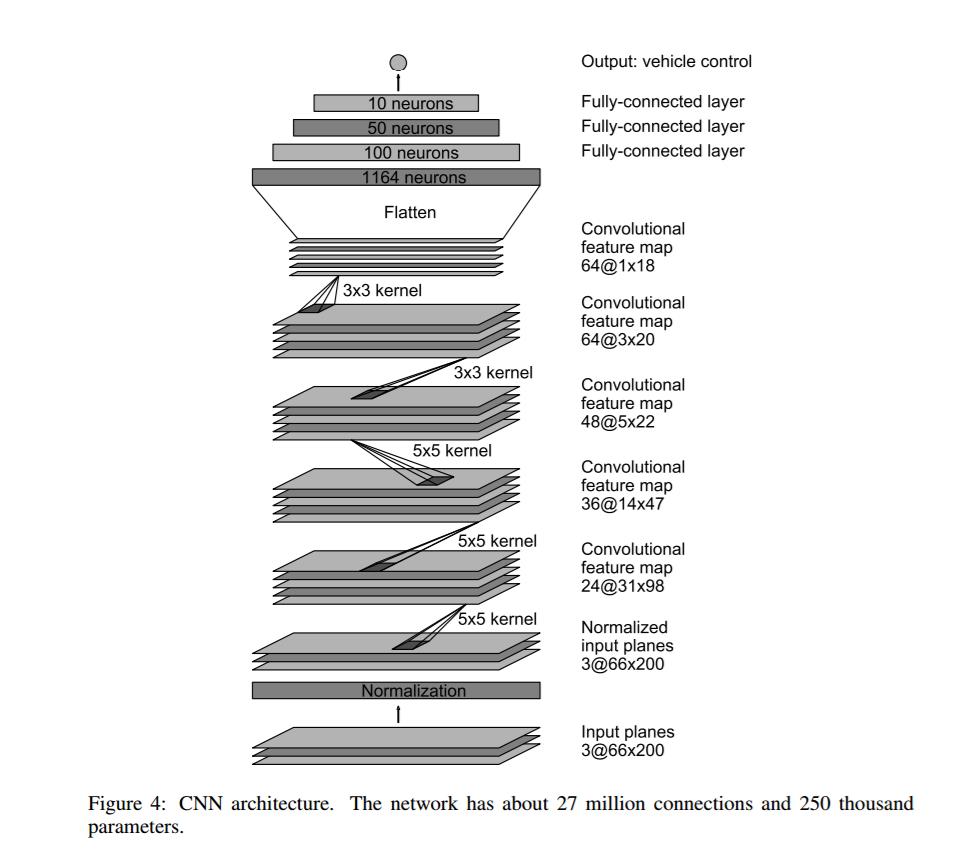 Output: vehicle control
10 neurons
Fully-connected layer
50 neurons
Fully-connected layer
100 neurons
Fully-connected layer
1164 neurons
Flatten
Convolutional
feature map
64@1x18
3x3 kernel
Convolutional
feature map
64@3x20
3x3 kernel
Convolutional
feature map
48@5x22
5x5 kernel
Convolutional
feature map
36@14x47
5x5 kernel
Convolutional
feature map
24@31x98
5x5 kernel
Normalized
input planes
3@66x200
Normalization
Input planes
3@66x200
Figure 4: CNN architecture. The network has about 27 million connections and 250 thousand
parameters.